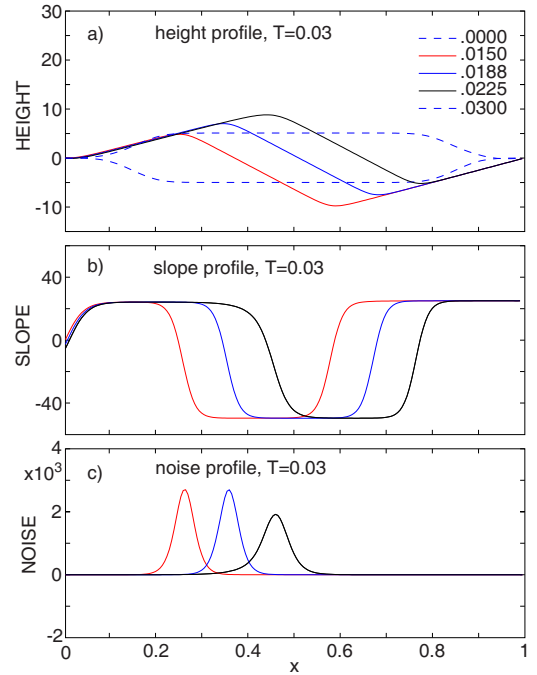 30
a) height profile, T=0.03
.0000
.0150
.0188
.0225
.0300
20
10
0
-10
HEIGHT
b) slope profile, T=0.03
40
0
-40
SLOPE
4
x10³
c) noise profile, T=0.03
2
0
-2
NOISE
0 0.2 0.4 0.6 0.8 1
x